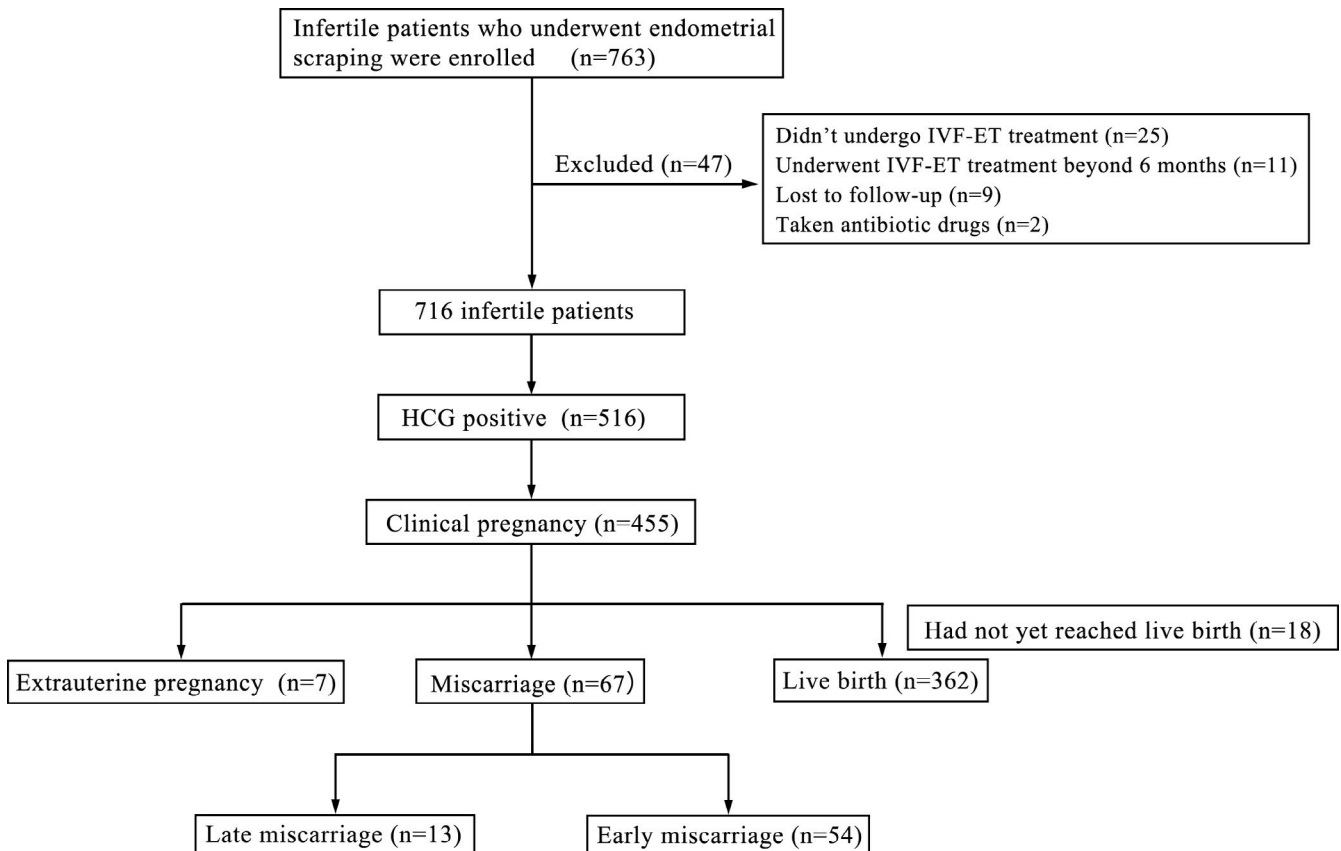 Infertile patients who underwent endometrial
scraping were enrolled (n=763)
Excluded (n=47)
Didn't undergo IVF-ET treatment (n=25)
Underwent IVF-ET treatment beyond 6 months (n=11)
Lost to follow-up (n=9)
Taken antibiotic drugs (n=2)
716 infertile patients
HCG positive (n=516)
Clinical pregnancy (n=455)
Had not yet reached live birth (n=18)
Extrauterine pregnancy (n=7)
Miscarriage (n=67)
Live birth (n=362)
Late miscarriage (n=13)
Early miscarriage (n=54)